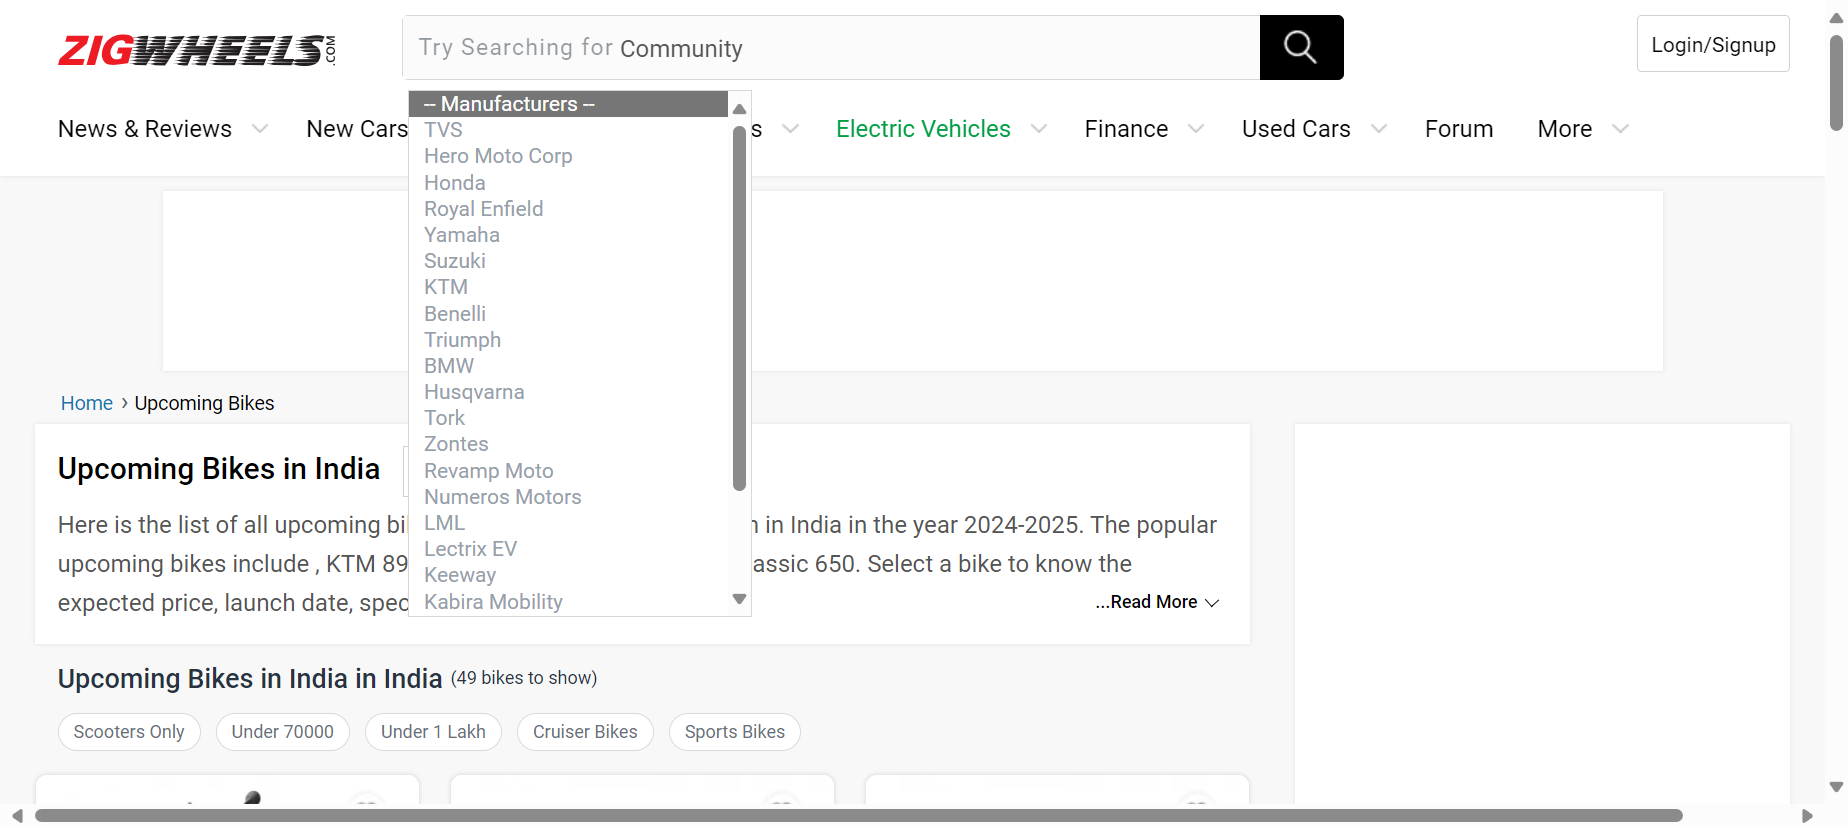 ZIGWHEELS.COM
Try Searching for Community
Login/Signup
News & Reviews
New Cars
s
Electric Vehicles
Finance
Used Cars
Forum
More
-- Manufacturers --
TVS
Hero Moto Corp
Honda
Royal Enfield
Yamaha
Suzuki
KTM
Benelli
Triumph
BMW
Husqvarna
Tork
Zontes
Revamp Moto
Numeros Motors
LML
Lectrix EV
Keeway
Kabira Mobility
Home › Upcoming Bikes
Upcoming Bikes in India
Here is the list of all upcoming bi in India in the year 2024-2025. The popular
upcoming bikes include , KTM 89 assic 650. Select a bike to know the
expected price, launch date, spec
...Read More
Upcoming Bikes in India in India (49 bikes to show)
Scooters Only
Under 70000
Under 1 Lakh
Cruiser Bikes
Sports Bikes